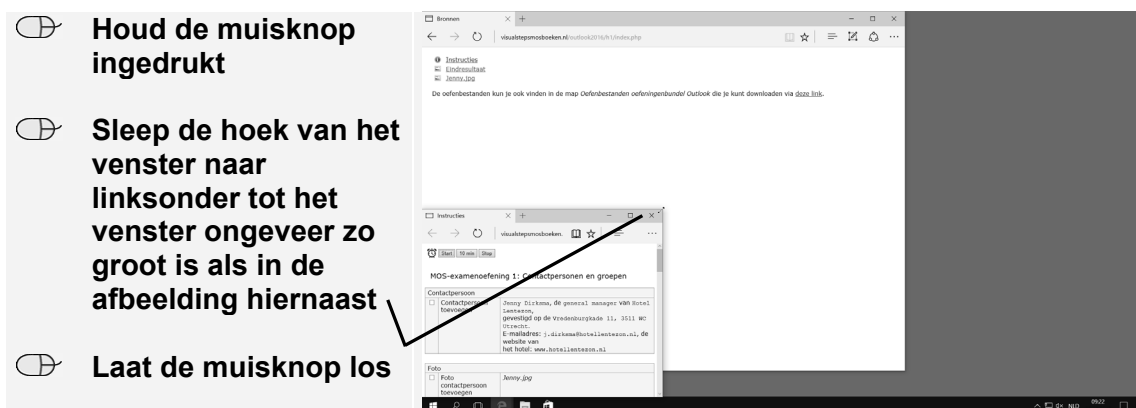 Houd de muisknop
ingedrukt
Sleep de hoek van het
venster naar
linksonder tot het
venster ongeveer zo
groot is als in de
afbeelding hiernaast
Laat de muisknop los
Bronnen
visualstepsmosboeken.nl/outlook2016/h1/index.php
Instructies
Eindresultaat
Jenny.jpg
De oefenbestanden kun je ook vinden in de map Oefenbestanden oefeningenbundel Outlook die je kunt downloaden via deze link.
Instructies
visualstepsmosboeken.
Start 10 min Stop
MOS-examenoefening 1: Contactpersonen en groepen
Contactpersoon
Contactpersoon
toevoegen
Jenny Dirksma, de general manager van Hotel
Lentezon,
gevestigd op de Vredenburgkade 11, 3511 WC
Utrecht.
E-mailadres: j.dirksma@hotellentezon.nl, de
website van
het hotel: www.hotellentezon.nl
Foto
Foto
contactpersoon
toevoegen
Jenny.jpg
NLD 09:22